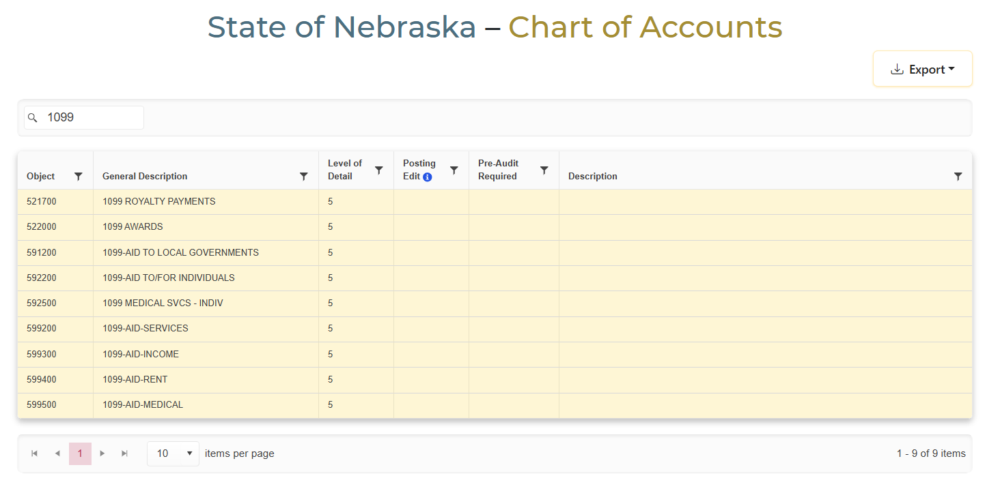 State of Nebraska – Chart of Accounts
Export
1099
Object General Description Level of Detail Posting Edit Pre-Audit Required Description
521700 1099 ROYALTY PAYMENTS 5
522000 1099 AWARDS 5
591200 1099-AID TO LOCAL GOVERNMENTS 5
592200 1099-AID TO/FOR INDIVIDUALS 5
592500 1099 MEDICAL SVCS - INDIV 5
599200 1099-AID-SERVICES 5
599300 1099-AID-INCOME 5
599400 1099-AID-RENT 5
599500 1099-AID-MEDICAL 5
1 10 items per page 1 - 9 of 9 items